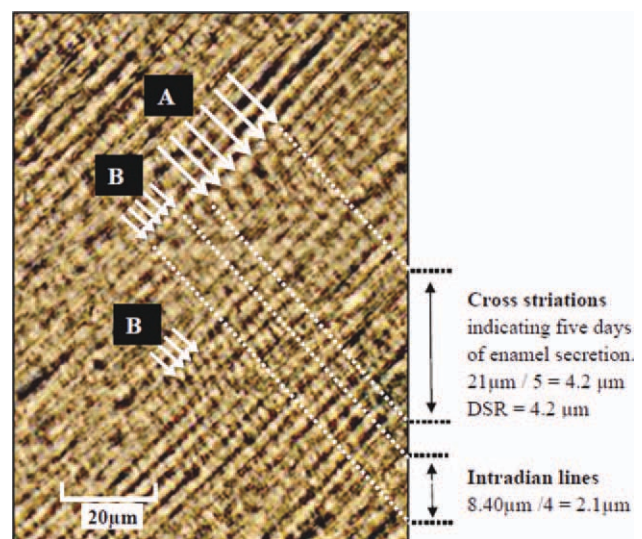 A
B
B
Cross striations
indicating five days
of enamel secretion.
21µm / 5 = 4.2 µm
DSR = 4.2 µm
Intradian lines
8.40µm /4 = 2.1µm
20µm